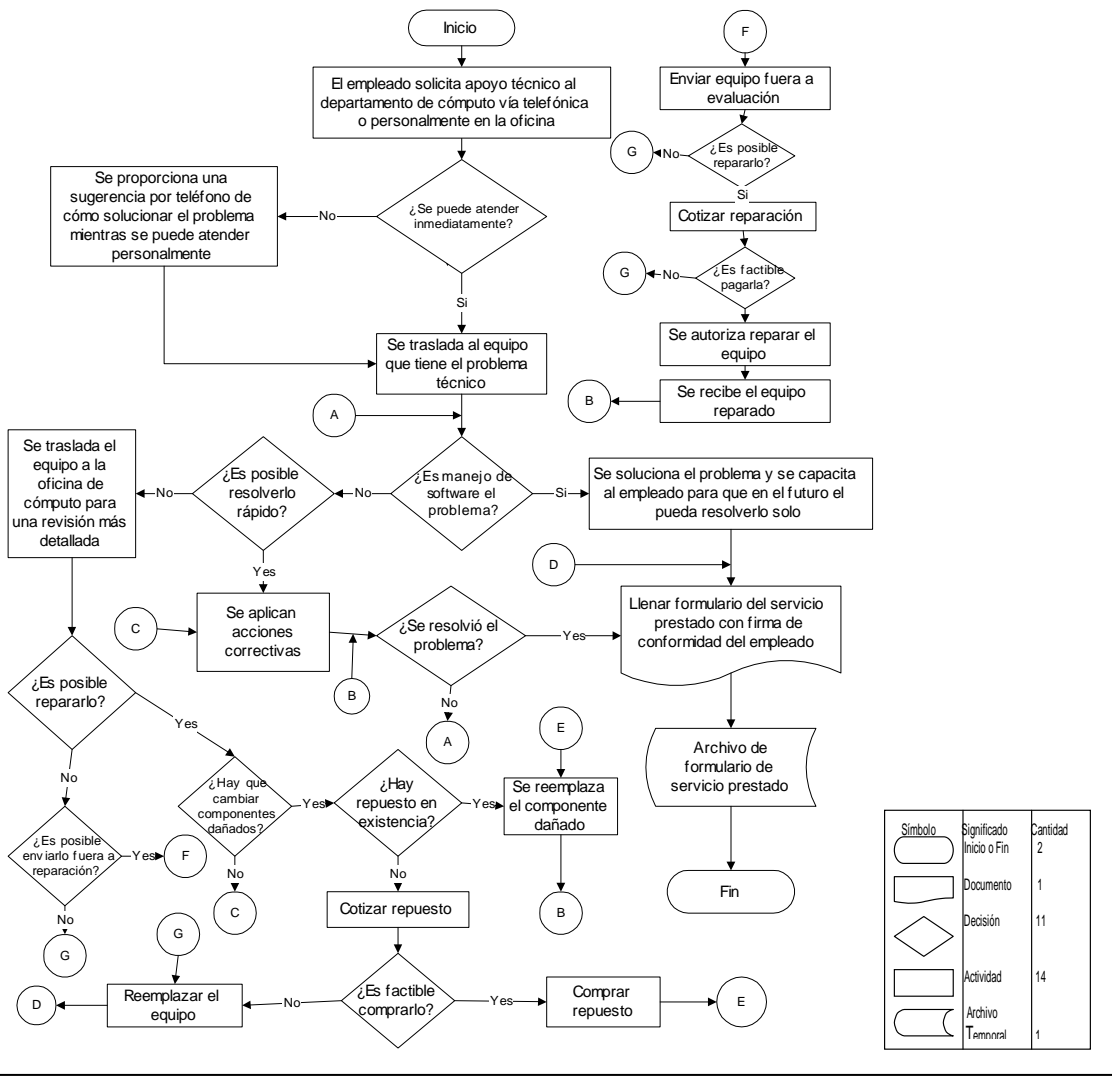 Inicio
El empleado solicita apoyo técnico al
departamento de cómputo vía telefónica
o personalmente en la oficina
¿Se puede atender
inmediatamente?
No
Se proporciona una
sugerencia por teléfono de
cómo solucionar el problema
mientras se puede atender
personalmente
Si
Se traslada al equipo
que tiene el problema
técnico
A
¿Es manejo de
software el
problema?
No
Si
¿Es posible
resolverlo
rápido?
No
Se traslada el
equipo a la
oficina de
cómputo para
una revisión más
detallada
Se soluciona el problema y se capacita
al empleado para que en el futuro el
pueda resolverlo solo
D
Yes
C
Se aplican
acciones
correctivas
B
¿Se resolvió el
problema?
Yes
No
A
Llenar formulario del servicio
prestado con firma de
conformidad del empleado
Archivo de
formulario de
servicio prestado
Fin
¿Es posible
repararlo?
Yes
No
¿Es posible
enviarlo fuera a
reparación?
Yes
F
No
G
¿Hay que
cambiar
componentes
dañados?
Yes
No
C
¿Hay
repuesto en
existencia?
Yes
No
E
Se reemplaza
el componente
dañado
B
Cotizar repuesto
¿Es factible
comprarlo?
No
Yes
G
Reemplazar el
equipo
D
Comprar
repuesto
E
F
Enviar equipo fuera a
evaluación
¿Es posible
repararlo?
No
G
Si
Cotizar reparación
¿Es factible
pagarla?
No
G
Se autoriza reparar el
equipo
Se recibe el equipo
reparado
B
Símbolo Significado Cantidad
Inicio o Fin 2
Documento 1
Decisión 11
Actividad 14
Archivo
Temporal 1